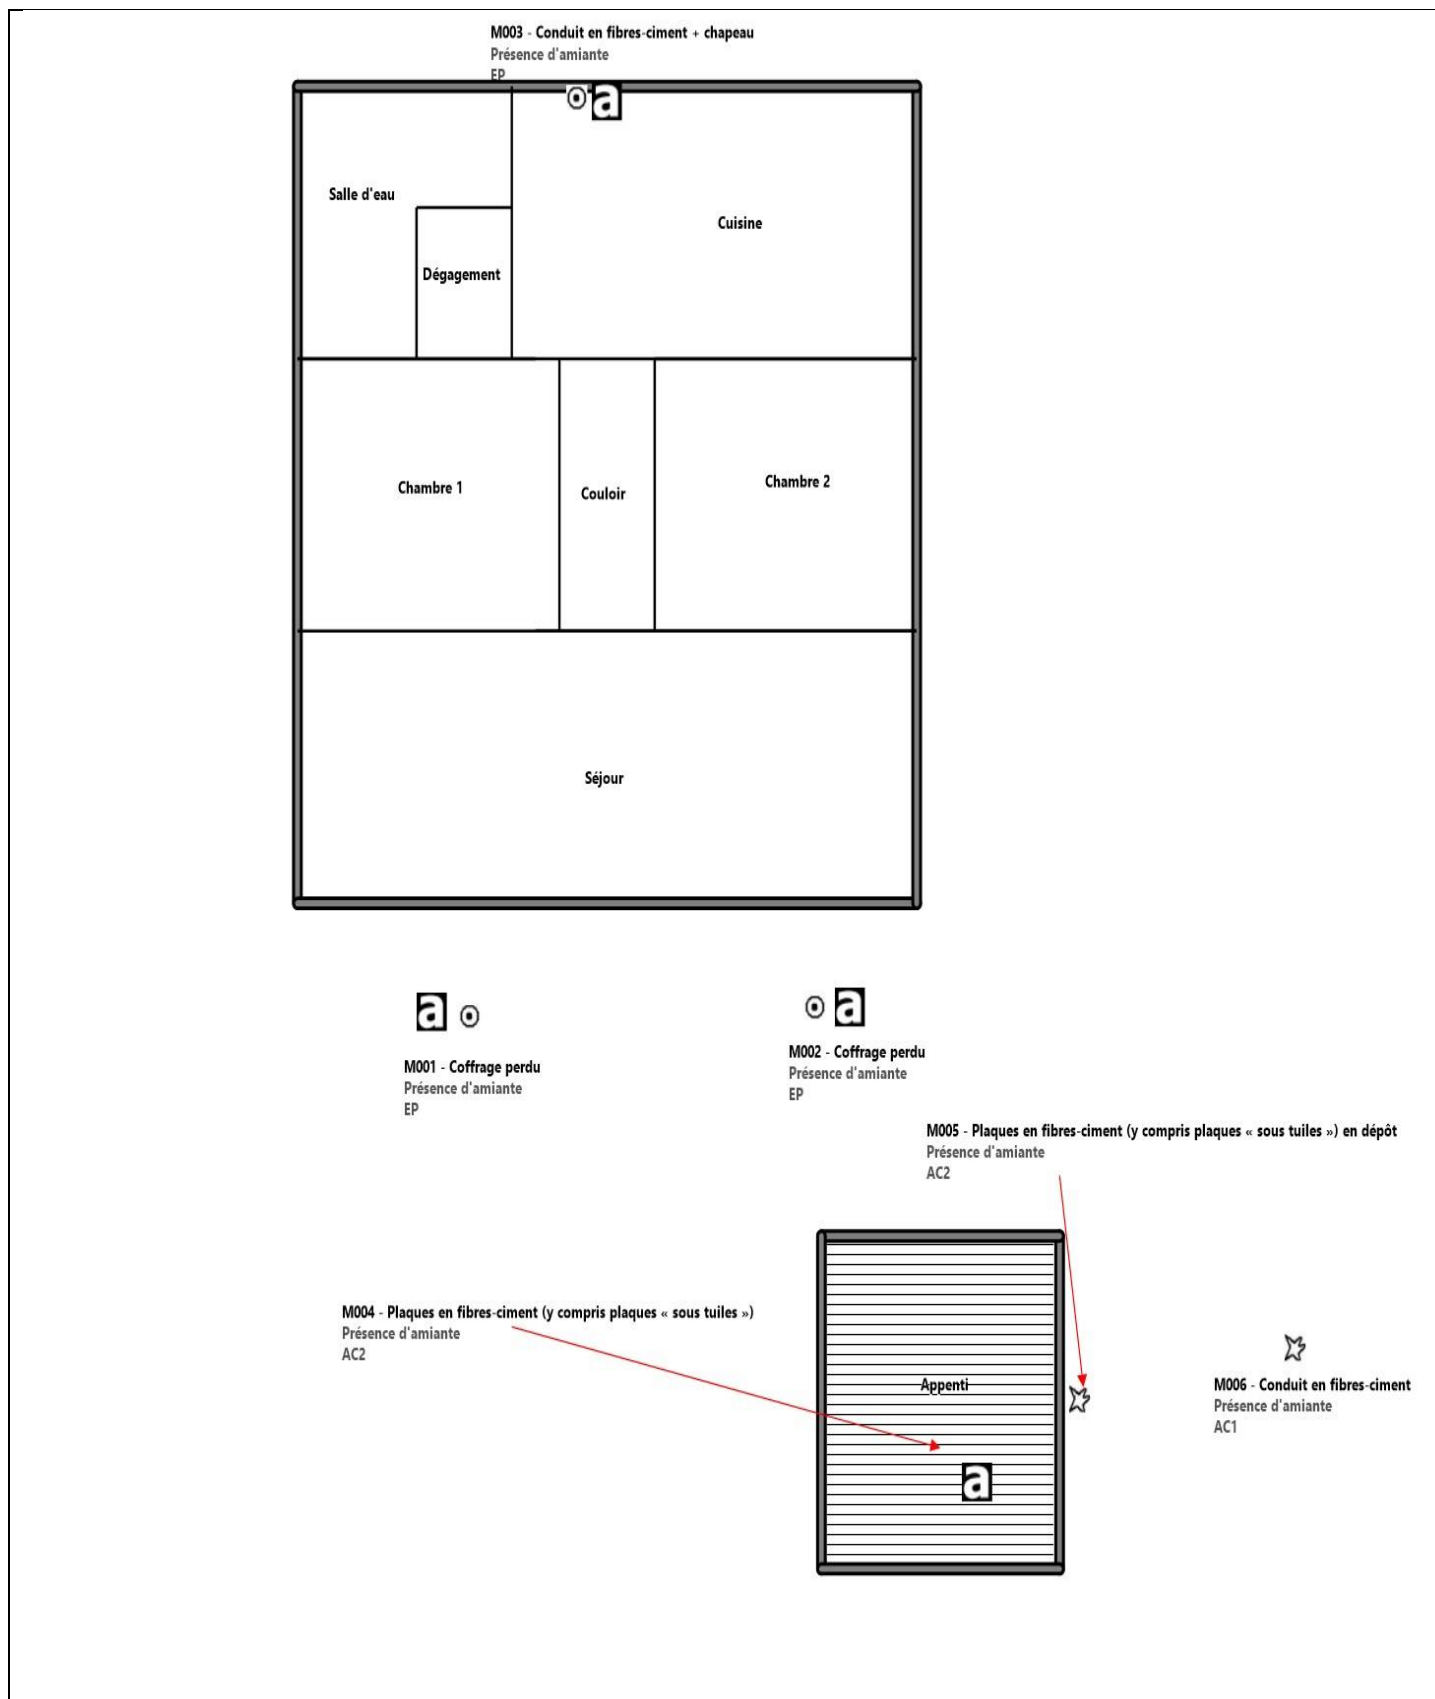 M003 - Conduit en fibres-ciment + chapeau
Présence d'amiante
EP
a
Salle d'eau
Cuisine
Dégagement
Chambre 1
Couloir
Chambre 2
Séjour
a
a
M001 - Coffrage perdu
Présence d'amiante
EP
M002 - Coffrage perdu
Présence d'amiante
EP
M005 - Plaques en fibres-ciment (y compris plaques « sous tuiles ») en dépôt
Présence d'amiante
AC2
M004 - Plaques en fibres-ciment (y compris plaques « sous tuiles »)
Présence d'amiante
AC2
Appenti
a
M006 - Conduit en fibres-ciment
Présence d'amiante
AC1